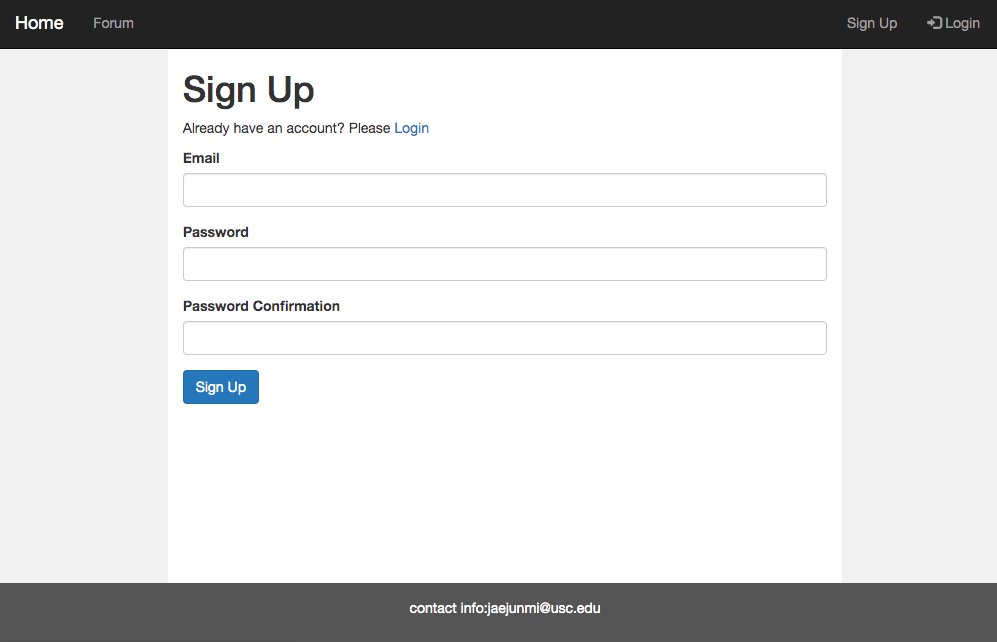 Home Forum Sign Up Login
Sign Up
Already have an account? Please Login
Email
Password
Password Confirmation
Sign Up
contact info:jaejunmi@usc.edu